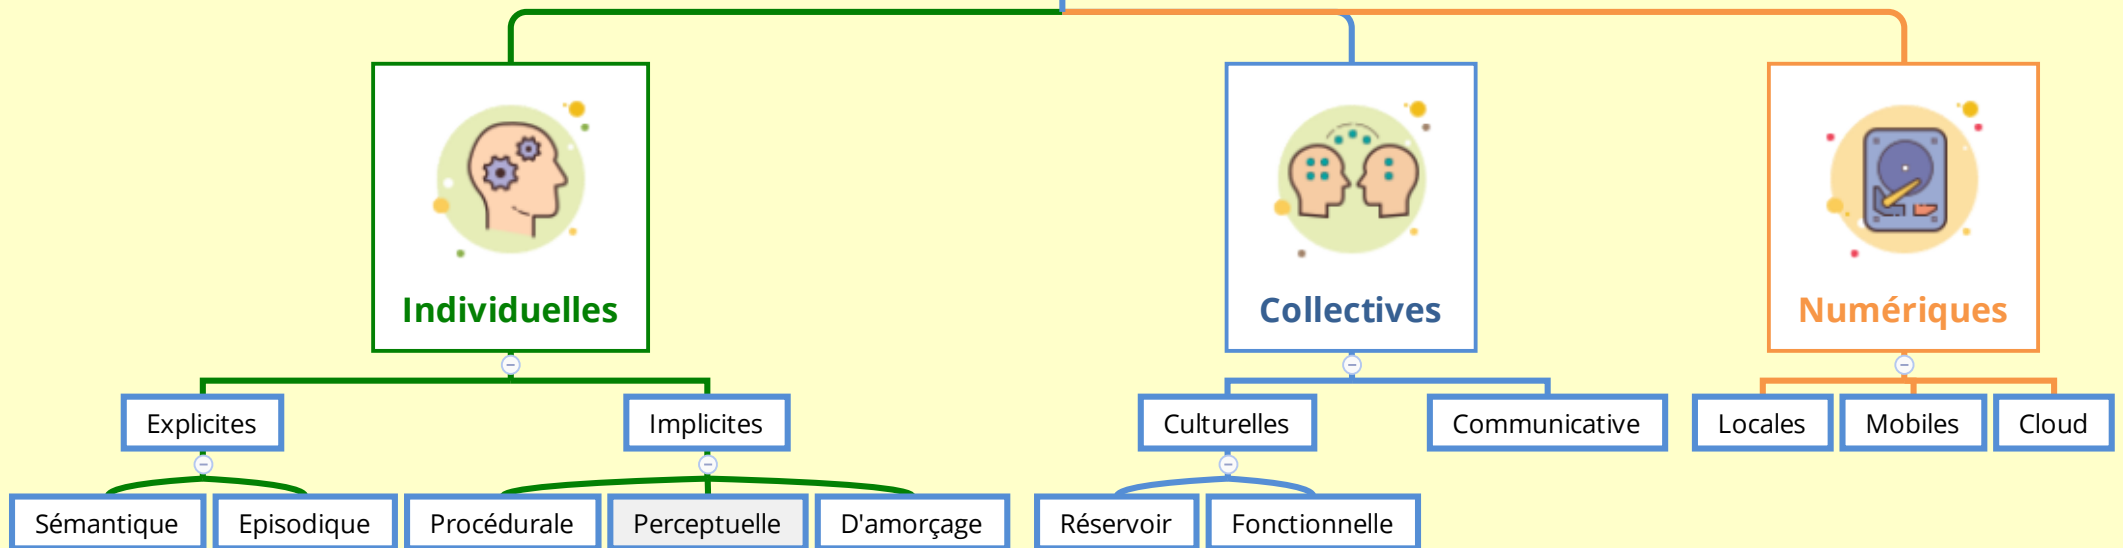 Individuelles
Collectives
Numériques
Explicites
Implicites
Culturelles
Communicative
Locales
Mobiles
Cloud
Sémantique
Episodique
Procédurale
Perceptuelle
D'amorçage
Réservoir
Fonctionnelle